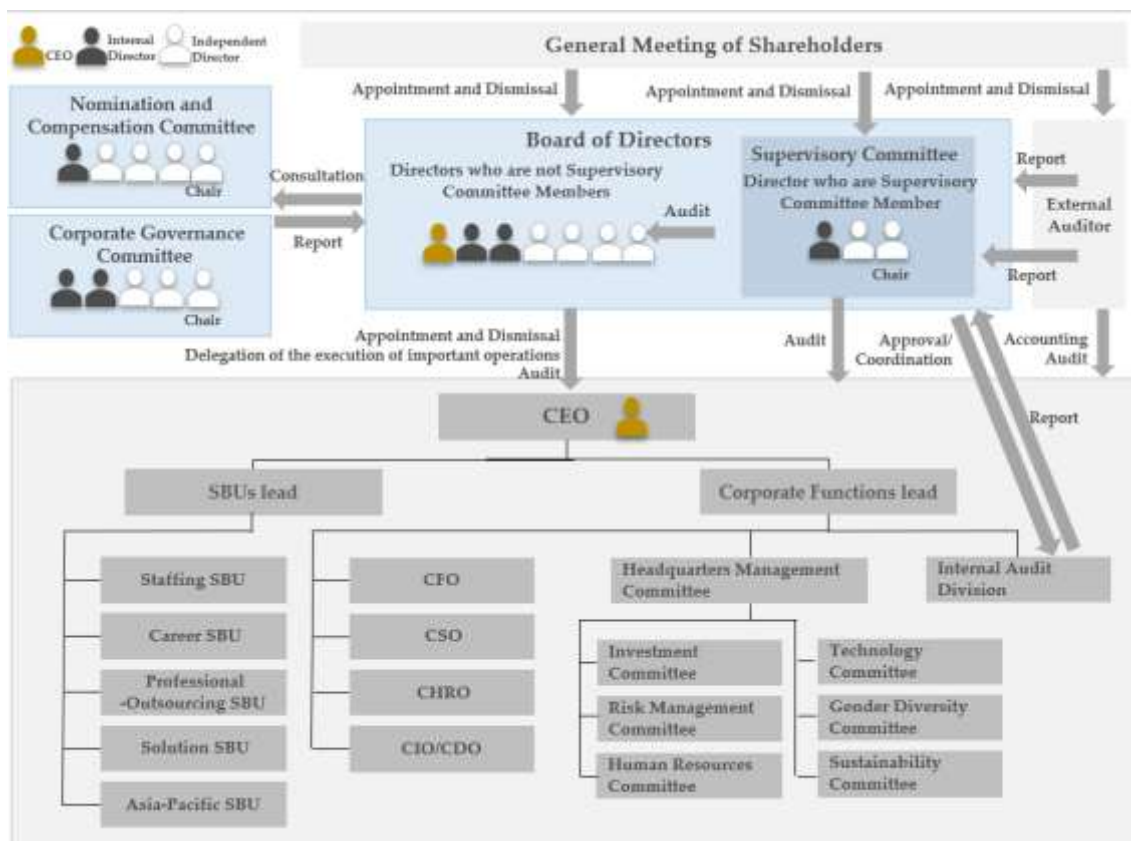 CEO
Internal
Director
Independent
Director
General Meeting of Shareholders
Appointment and Dismissal
Appointment and Dismissal
Appointment and Dismissal
Nomination and
Compensation Committee
Chair
Corporate Governance
Committee
Chair
Consultation
Report
Board of Directors
Directors who are not Supervisory
Committee Members
Audit
Supervisory Committee
Director who are Supervisory
Committee Member
Chair
Report
External
Auditor
Report
Appointment and Dismissal
Delegation of the execution of important operations
Audit
Audit
Approval/
Coordination
Accounting
Audit
Report
CEO
SBUs lead
Corporate Functions lead
Staffing SBU
Career SBU
Professional
-Outsourcing SBU
Solution SBU
Asia-Pacific SBU
CFO
CSO
CHRO
CIO/CDO
Headquarters Management
Committee
Internal Audit
Division
Investment
Committee
Risk Management
Committee
Human Resources
Committee
Technology
Committee
Gender Diversity
Committee
Sustainability
Committee